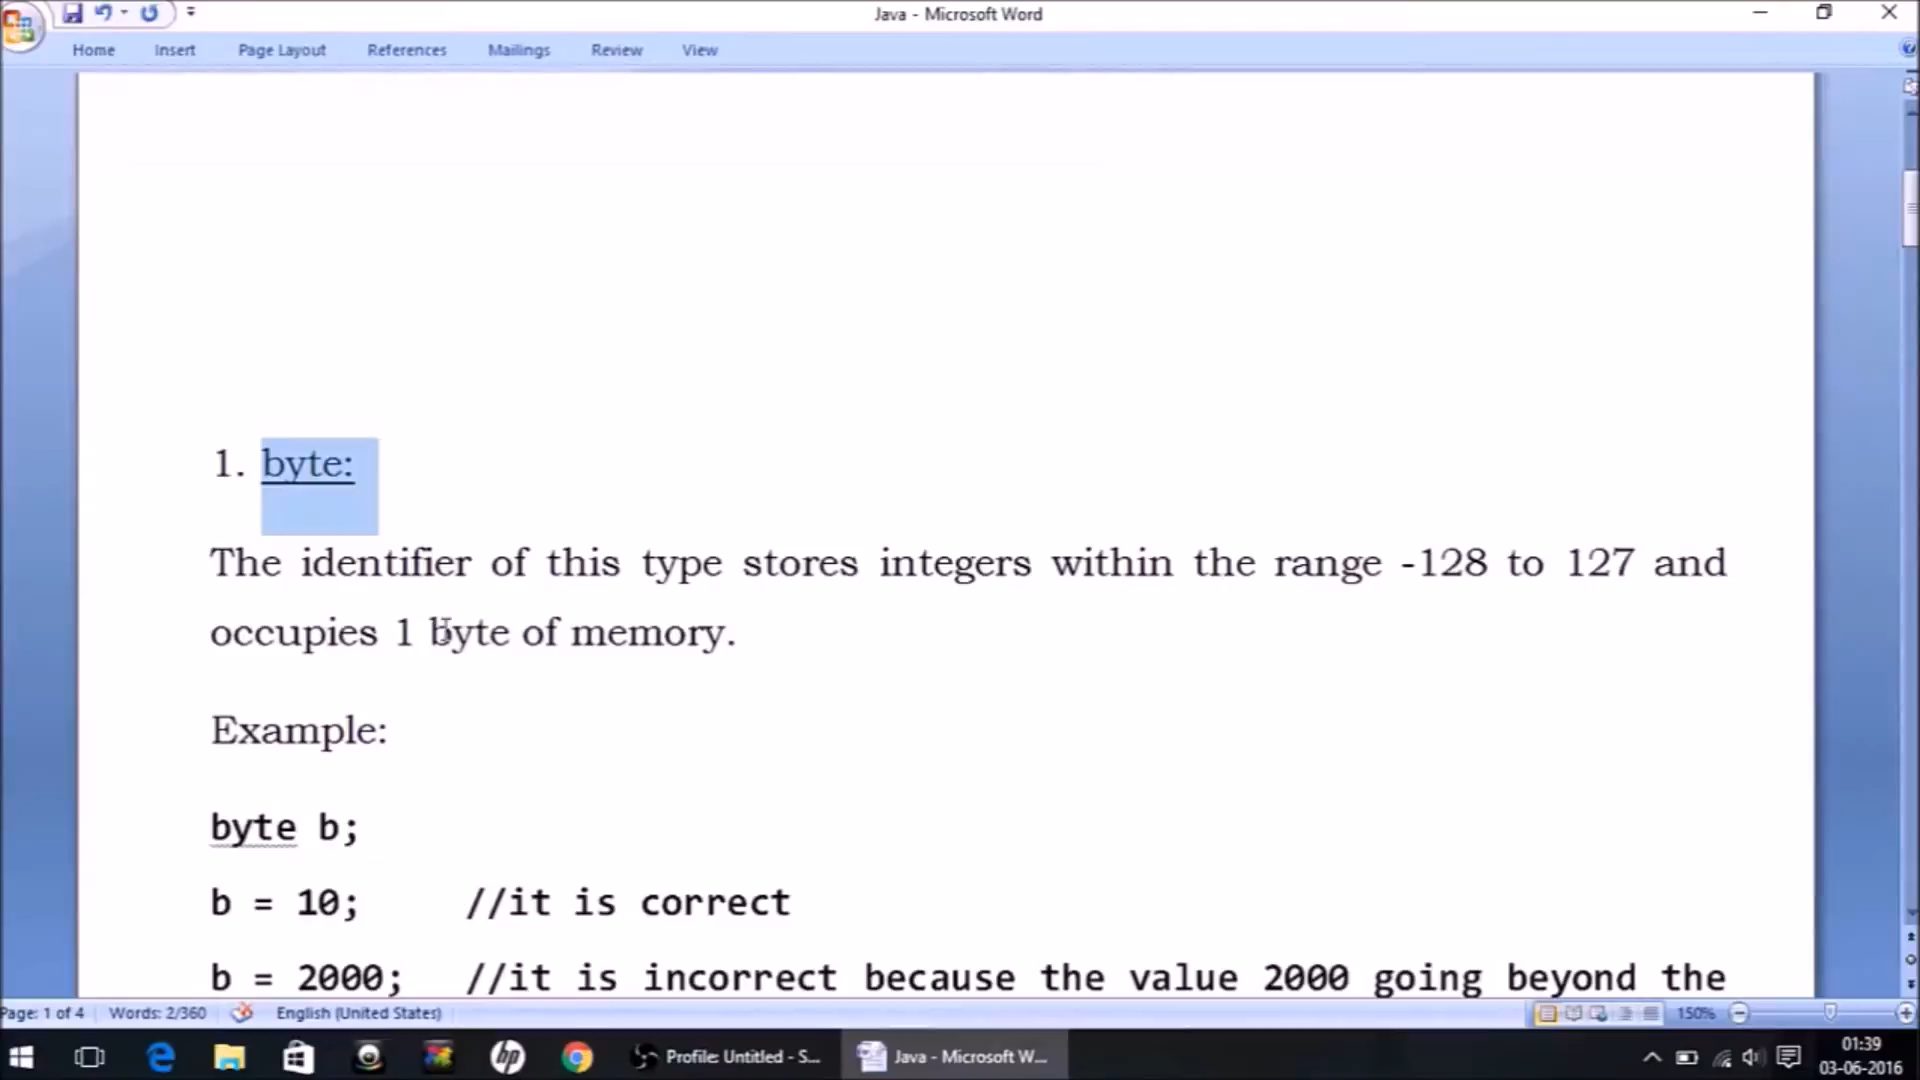 Java - Microsoft Word
Home Insert Page Layout References Mailings Review View
1. byte:
The identifier of this type stores integers within the range -128 to 127 and
occupies 1 byte of memory.
Example:
byte b;
b = 10; //it is correct
b = 2000; //it is incorrect because the value 2000 going beyond the
Page: 1 of 4 Words: 2/360 English (United States) 150%
Profile: Untitled - S... Java - Microsoft W... 01:39
03-06-2016